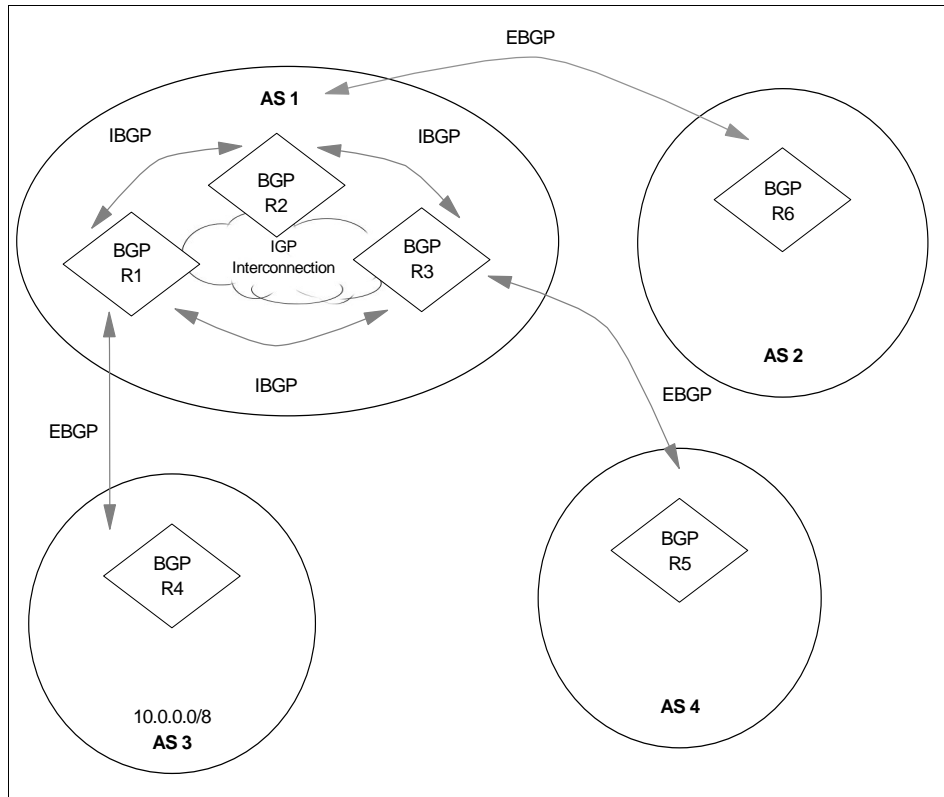 EBGP
AS 1
IBGP
IBGP
BGP
R2
BGP
R6
IGP
Interconnection
BGP
R1
BGP
R3
AS 2
IBGP
EBGP
EBGP
BGP
R4
BGP
R5
10.0.0.0/8
AS 3
AS 4